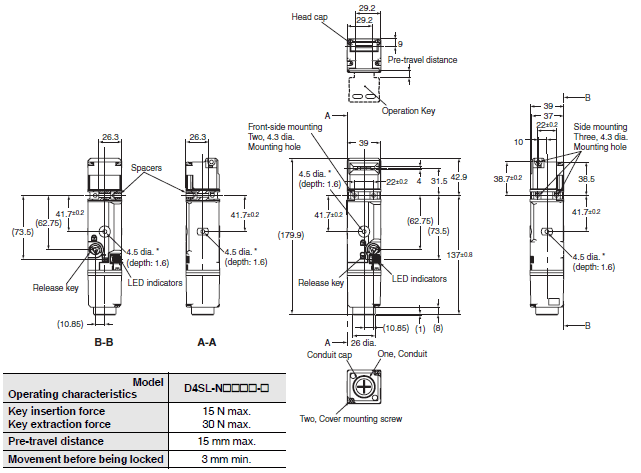 29.2
29.2
Head cap
9
Pre-travel distance
Operation Key
A
Front-side mounting
Two, 4.3 dia.
Mounting hole
39
4.5 dia. *
(depth: 1.6)
22±0.2
4
31.5
42.9
41.7±0.2
(62.75)
(73.5)
(179.9)
137±0.8
Release key
LED indicators
(10.85)
(1)
(8)
A
26 dia.
Conduit cap
One, Conduit
Two, Cover mounting screw
B
39
37
22±0.2
10
Side mounting
Three, 4.3 dia.
Mounting hole
38.7±0.2
38.5
41.7±0.2
4.5 dia. *
(depth: 1.6)
B
26.3
26.3
Spacers
41.7±0.2
(62.75)
(73.5)
4.5 dia. *
(depth: 1.6)
41.7±0.2
4.5 dia. *
(depth: 1.6)
Release key
LED indicators
(10.85)
B-B
A-A
Model
Operating characteristics
D4SL-N□□□□-□
Key insertion force
15 N max.
Key extraction force
30 N max.
Pre-travel distance
15 mm max.
Movement before being locked
3 mm min.